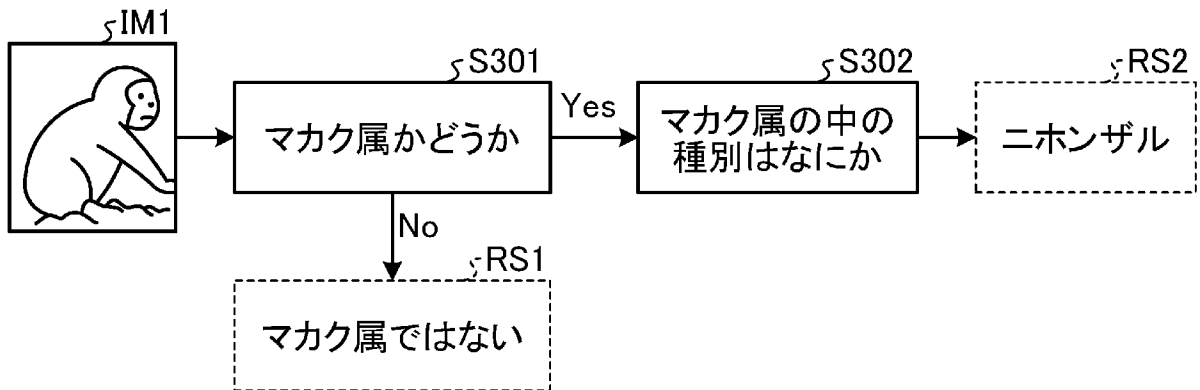 IM1
S301
マカク属かどうか
Yes
S302
マカク属の中の
種別はなにか
RS2
ニホンザル
No
RS1
マカク属ではない